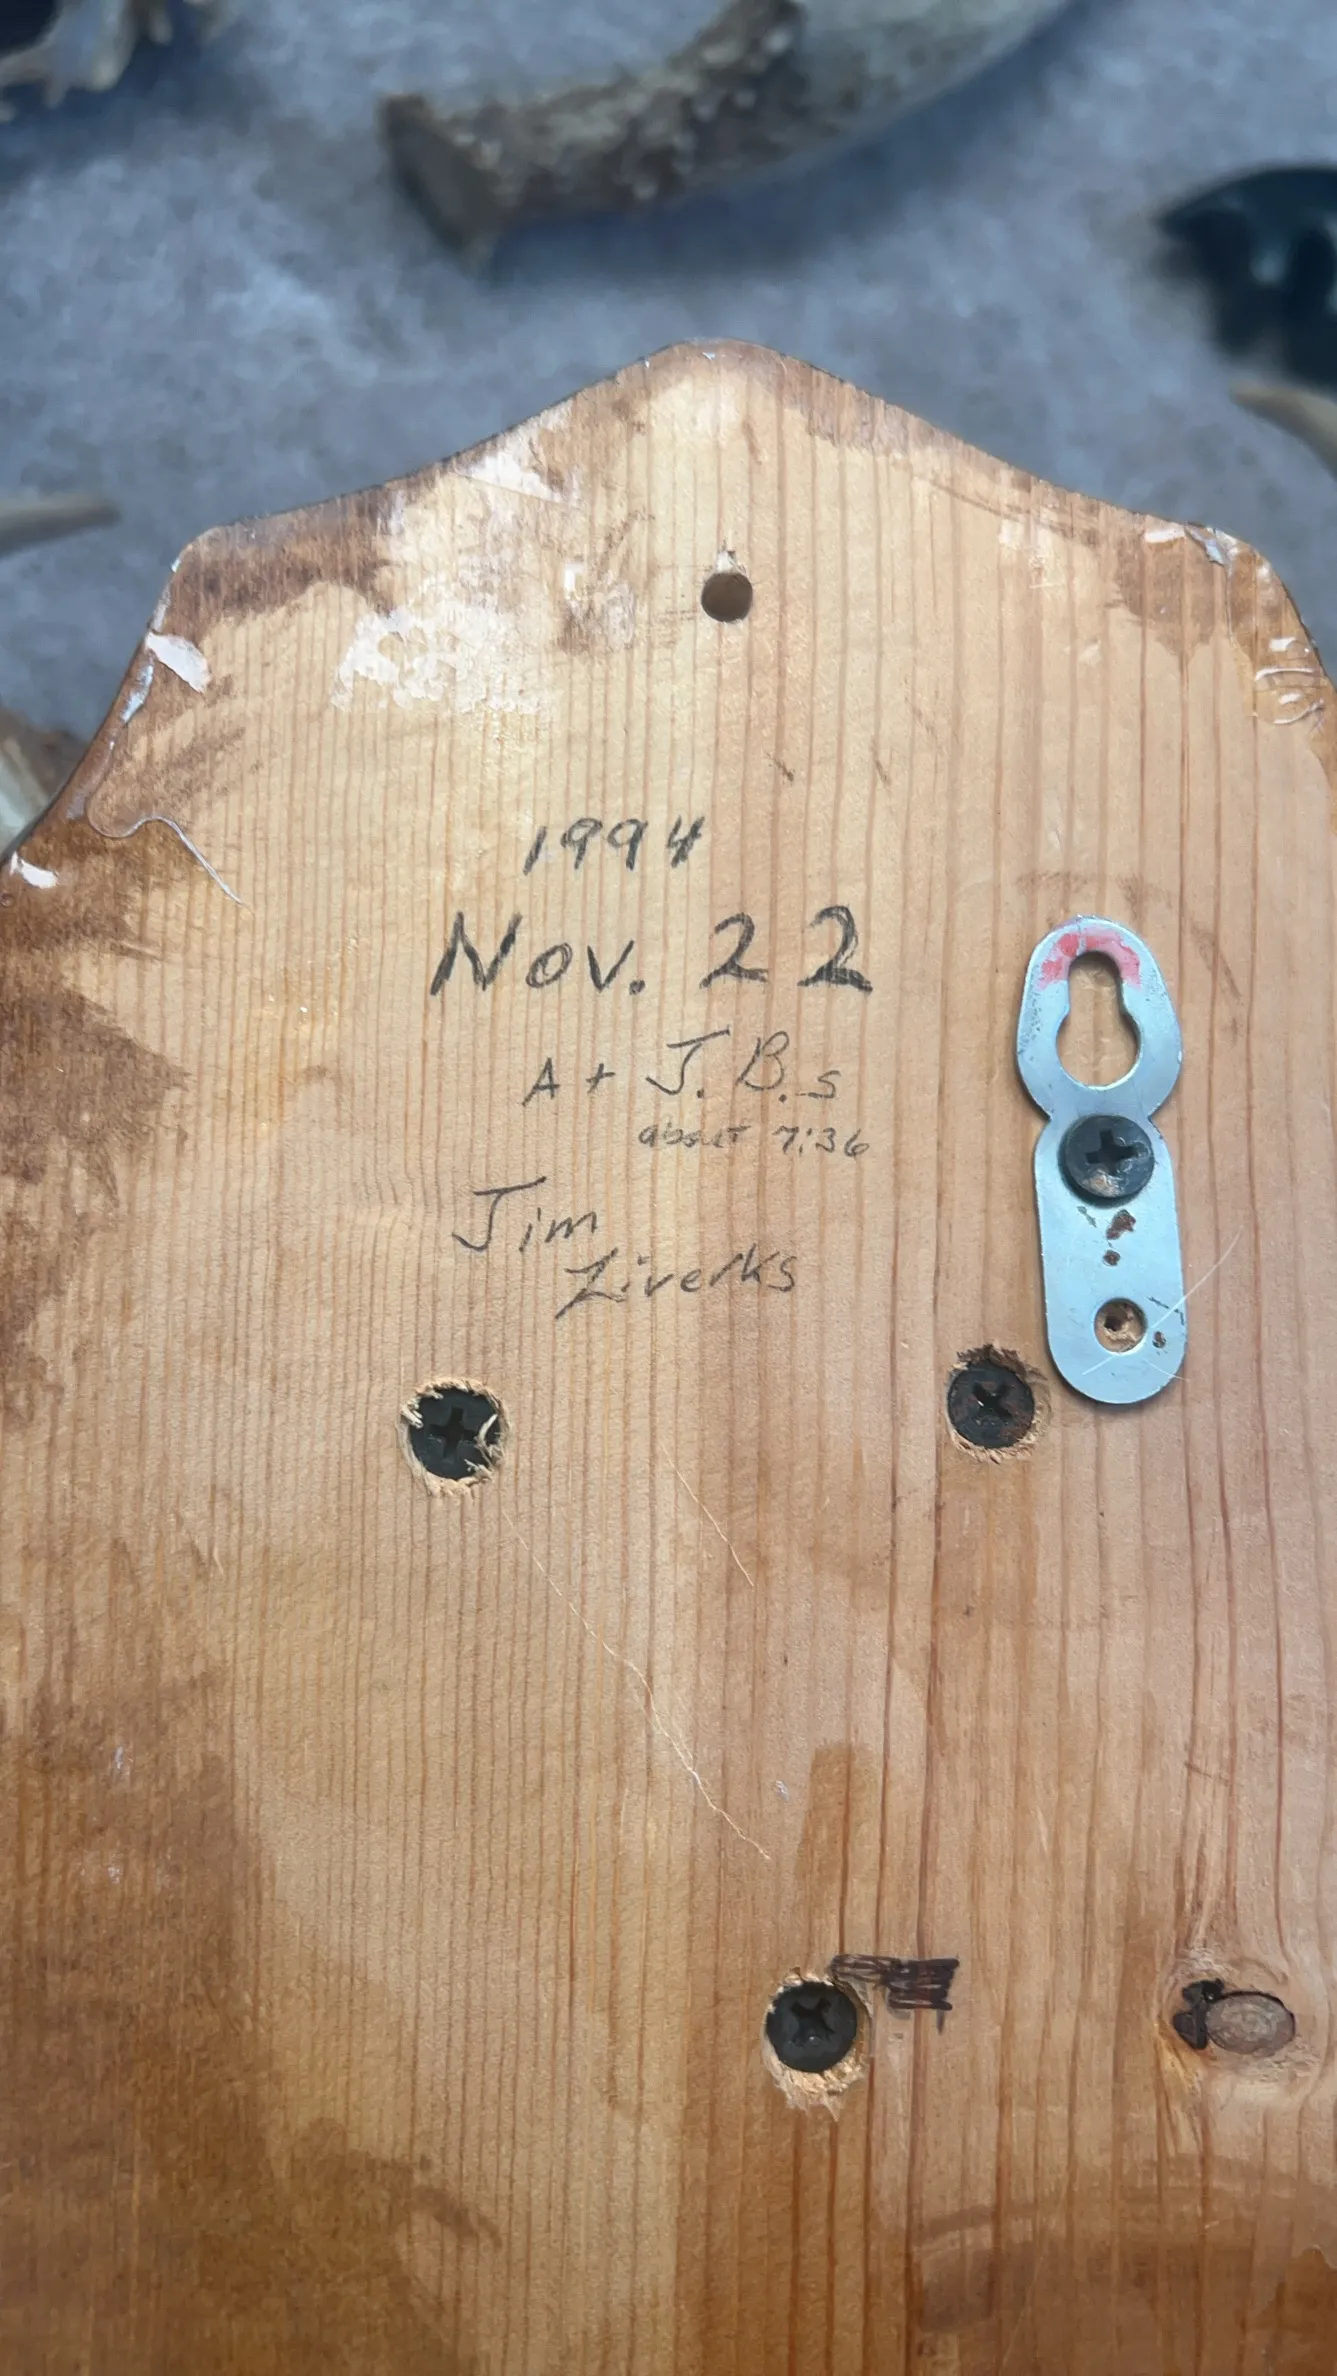 1994
Nov. 22
A + J. B.s
about 7:36
Jim
Ziverks